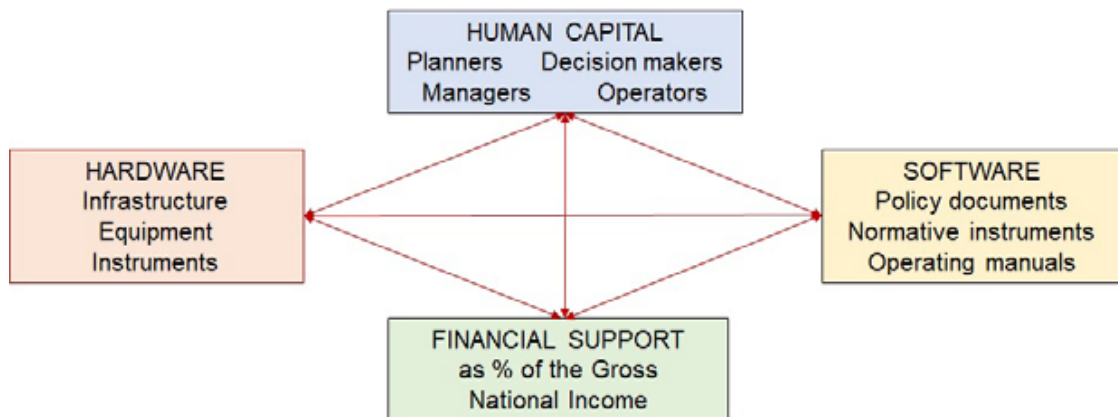 HUMAN CAPITAL
Planners Decision makers
Managers Operators
HARDWARE
Infrastructure
Equipment
Instruments
SOFTWARE
Policy documents
Normative instruments
Operating manuals
FINANCIAL SUPPORT
as % of the Gross
National Income